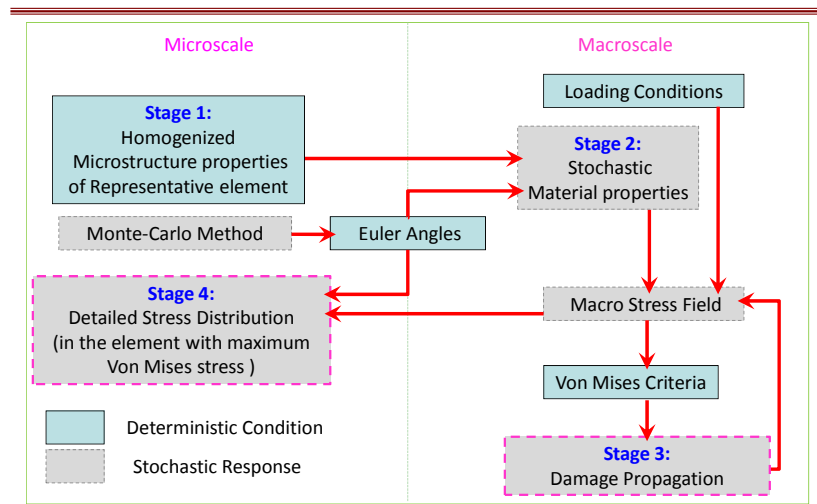 Microscale
Macroscale
Stage 1:
Homogenized
Microstructure properties
of Representative element
Loading Conditions
Stage 2:
Stochastic
Material properties
Monte-Carlo Method
Euler Angles
Stage 4:
Detailed Stress Distribution
(in the element with maximum
Von Mises stress )
Macro Stress Field
Von Mises Criteria
Stage 3:
Damage Propagation
Deterministic Condition
Stochastic Response